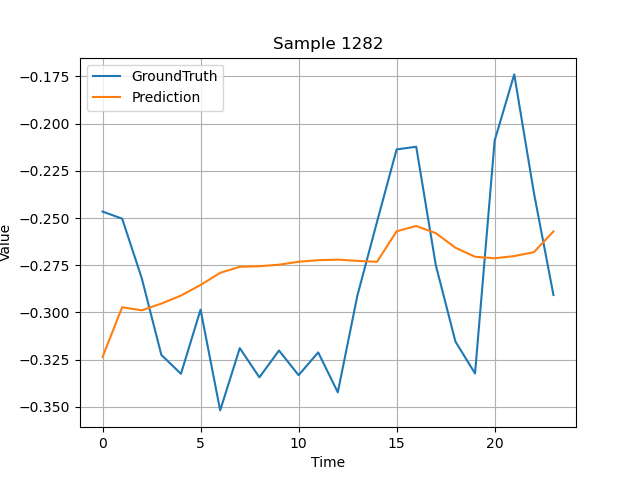 Sample 1282
GroundTruth
Prediction
−0.175
−0.200
−0.225
−0.250
−0.275
−0.300
−0.325
−0.350
Value
0 5 10 15 20
Time